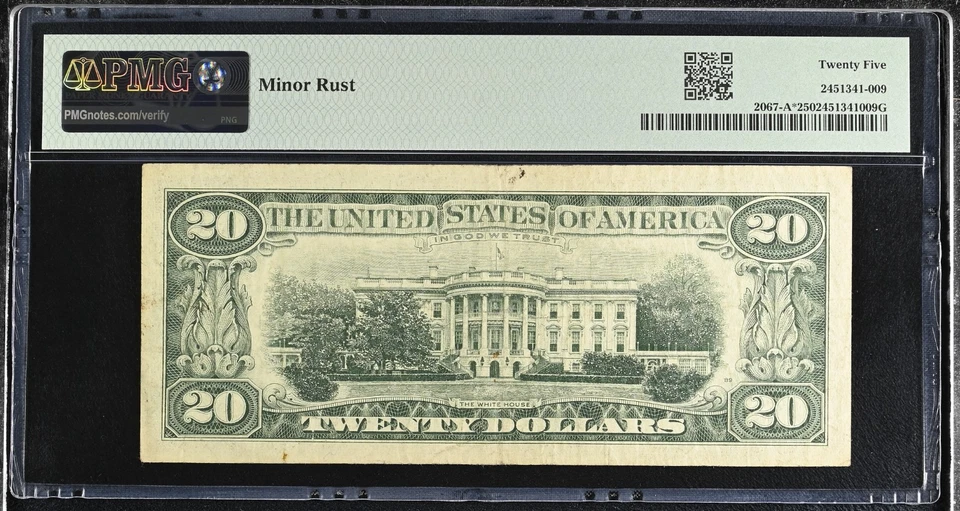 PMG
PMGnotes.com/verify
PNG
Minor Rust
Twenty Five
2451341-009
2067-A*2502451341009G
20
THE UNITED STATES OF AMERICA
20
IN GOD WE TRUST
THE WHITE HOUSE
20
TWENTY DOLLARS
20